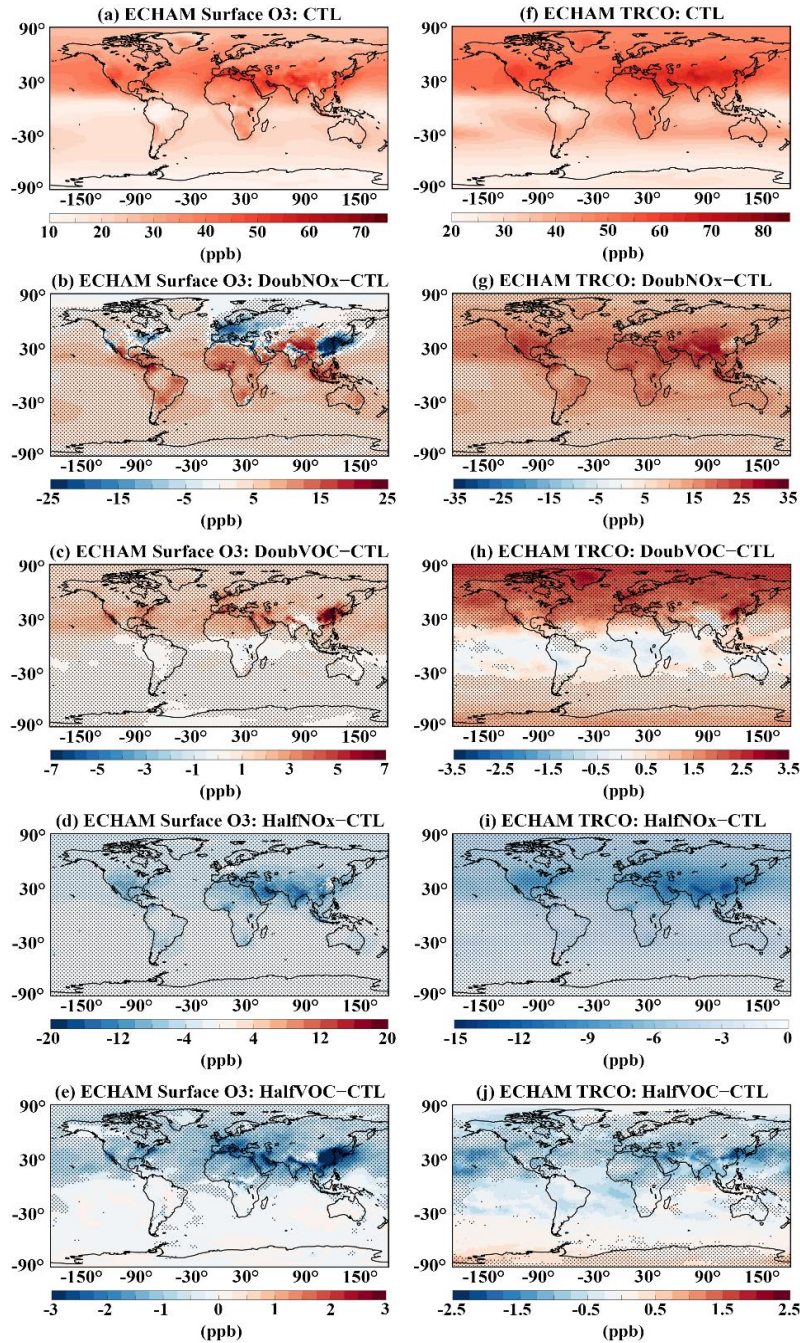 (a) ECHAM Surface O3: CTL
90°
30°
-30°
-90°
-150° -90° -30° 30° 90° 150°
10 20 30 40 50 60 70
(ppb)
(b) ECHAM Surface O3: DoubNOx−CTL
90°
30°
-30°
-90°
-150° -90° -30° 30° 90° 150°
-25 -15 -5 5 15 25
(ppb)
(c) ECHAM Surface O3: DoubVOC−CTL
90°
30°
-30°
-90°
-150° -90° -30° 30° 90° 150°
-7 -5 -3 -1 1 3 5 7
(ppb)
(d) ECHAM Surface O3: HalfNOx−CTL
90°
30°
-30°
-90°
-150° -90° -30° 30° 90° 150°
-20 -12 -4 4 12 20
(ppb)
(e) ECHAM Surface O3: HalfVOC−CTL
90°
30°
-30°
-90°
-150° -90° -30° 30° 90° 150°
-3 -2 -1 0 1 2 3
(ppb)
(f) ECHAM TRCO: CTL
90°
30°
-30°
-90°
-150° -90° -30° 30° 90° 150°
20 30 40 50 60 70 80
(ppb)
(g) ECHAM TRCO: DoubNOx−CTL
90°
30°
-30°
-90°
-150° -90° -30° 30° 90° 150°
-35 -25 -15 -5 5 15 25 35
(ppb)
(h) ECHAM TRCO: DoubVOC−CTL
90°
30°
-30°
-90°
-150° -90° -30° 30° 90° 150°
-3.5 -2.5 -1.5 -0.5 0.5 1.5 2.5 3.5
(ppb)
(i) ECHAM TRCO: HalfNOx−CTL
90°
30°
-30°
-90°
-150° -90° -30° 30° 90° 150°
-15 -12 -9 -6 -3 0
(ppb)
(j) ECHAM TRCO: HalfVOC−CTL
90°
30°
-30°
-90°
-150° -90° -30° 30° 90° 150°
-2.5 -1.5 -0.5 0.5 1.5 2.5
(ppb)